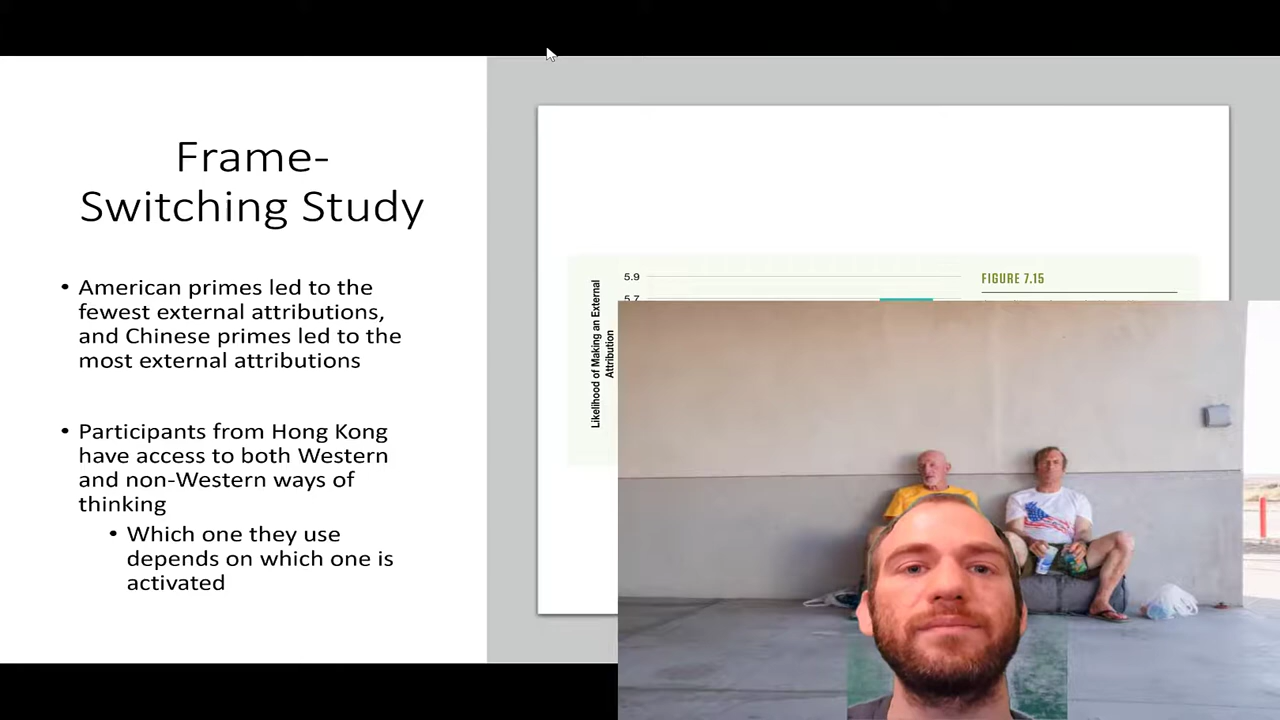 Frame-
Switching Study
• American primes led to the
fewest external attributions,
and Chinese primes led to the
most external attributions
• Participants from Hong Kong
have access to both Western
and non-Western ways of
thinking
• Which one they use
depends on which one is
activated
Likelihood of Making an External
Attribution
5.9
5.7
FIGURE 7.15